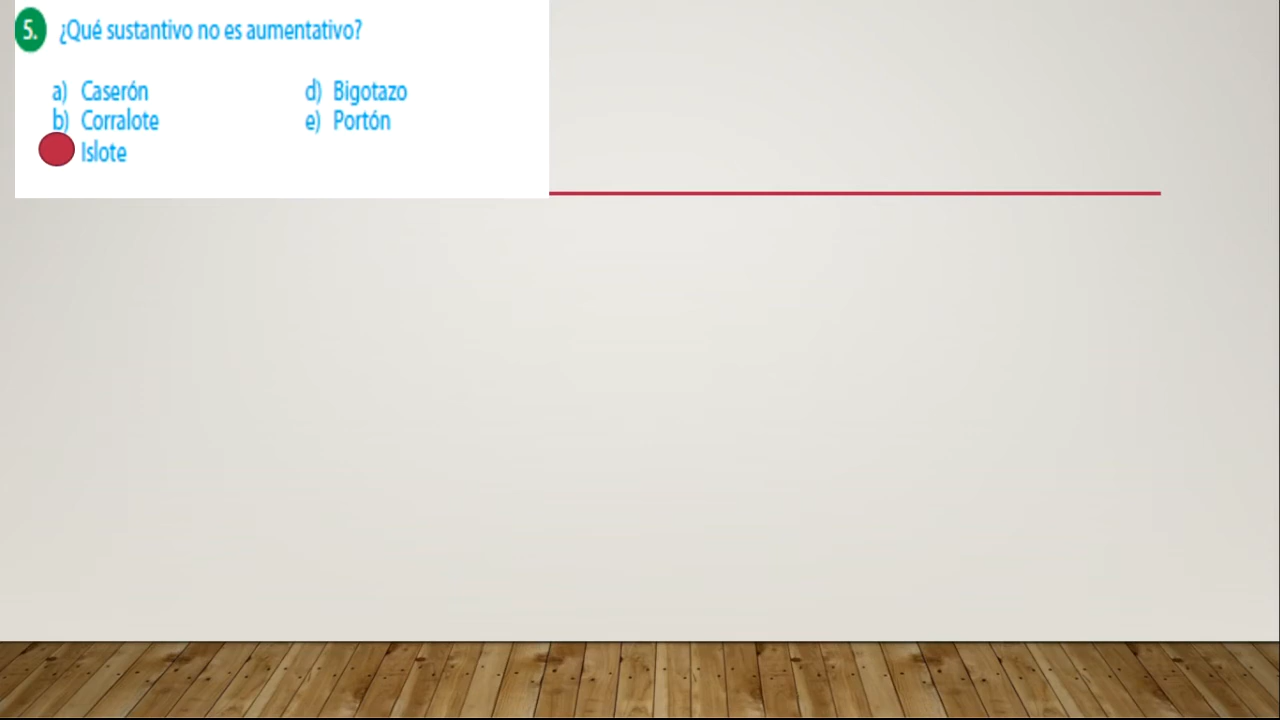 5. ¿Qué sustantivo no es aumentativo?
a) Caserón
b) Corralote
Islote
d) Bigotazo
e) Portón